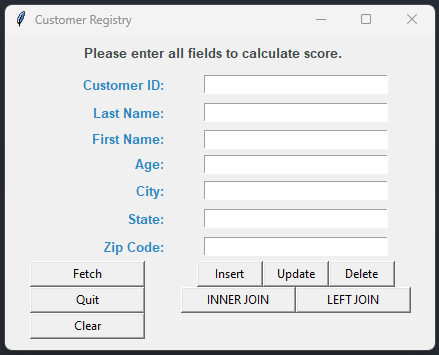 Customer Registry
Please enter all fields to calculate score.
Customer ID:
Last Name:
First Name:
Age:
City:
State:
Zip Code:
Fetch Insert Update Delete
Quit INNER JOIN LEFT JOIN
Clear